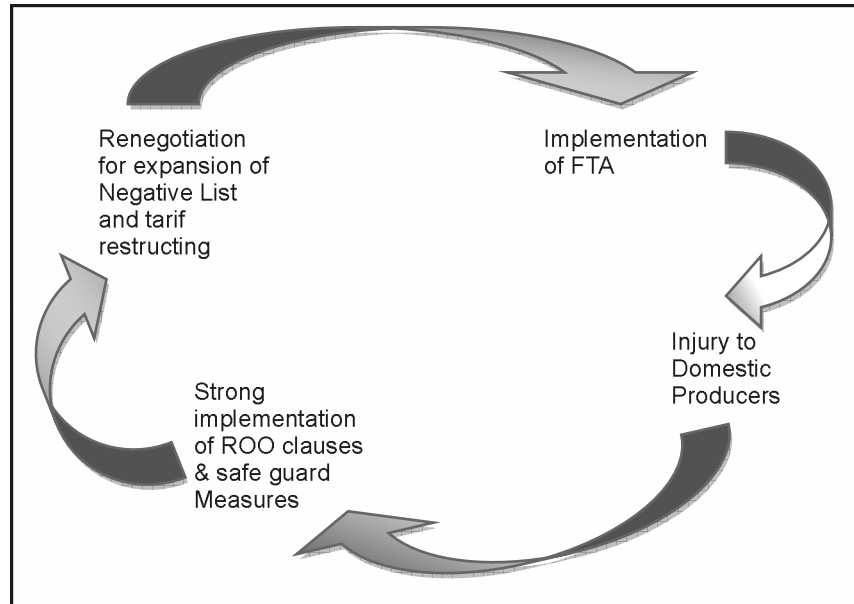 Renegotiation
for expansion of
Negative List
and tarif
restructing
Implementation
of FTA
Injury to
Domestic
Producers
Strong
implementation
of ROO clauses
& safe guard
Measures